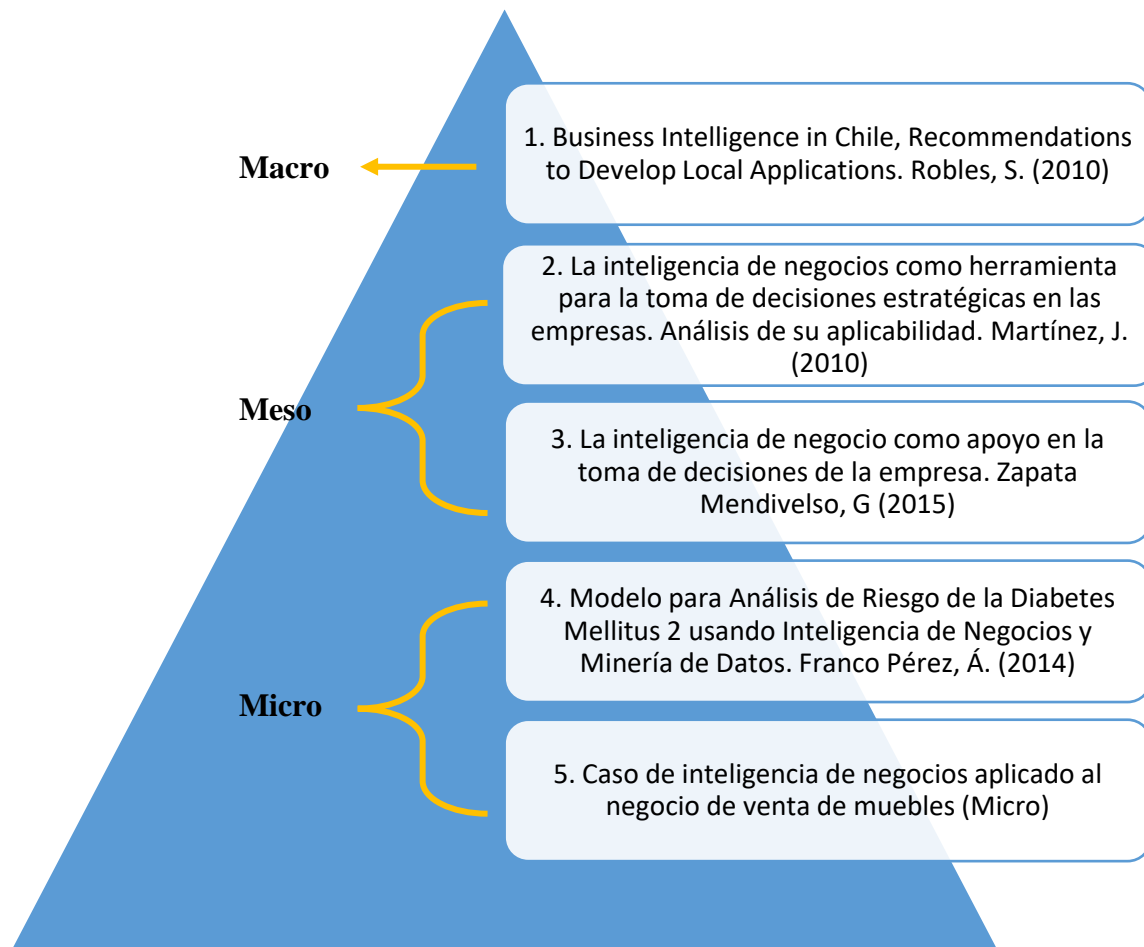 Macro
1. Business Intelligence in Chile, Recommendations
to Develop Local Applications. Robles, S. (2010)
Meso
2. La inteligencia de negocios como herramienta
para la toma de decisiones estratégicas en las
empresas. Análisis de su aplicabilidad. Martínez, J.
(2010)
3. La inteligencia de negocio como apoyo en la
toma de decisiones de la empresa. Zapata
Mendivelso, G (2015)
Micro
4. Modelo para Análisis de Riesgo de la Diabetes
Mellitus 2 usando Inteligencia de Negocios y
Minería de Datos. Franco Pérez, Á. (2014)
5. Caso de inteligencia de negocios aplicado al
negocio de venta de muebles (Micro)